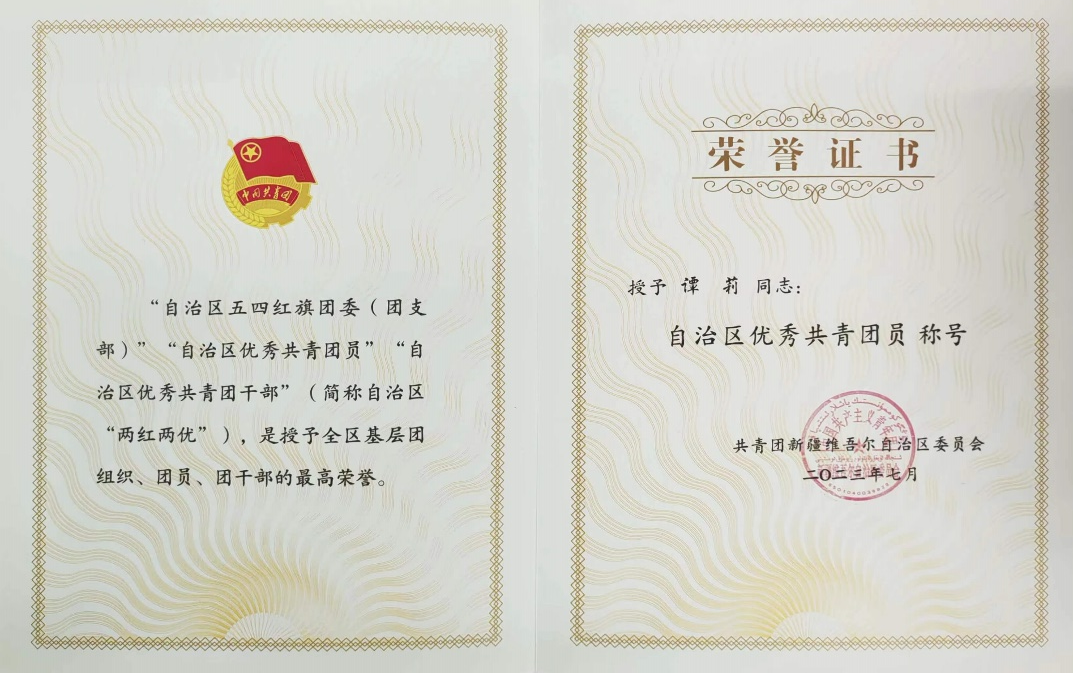 中国共青团
“自治区五四红旗团委（团支
部）”“自治区优秀共青团员”“自
治区优秀共青团干部”（简称自治区
“两红两优”），是授予全区基层团
组织、团员、团干部的最高荣誉。
荣誉证书
授予 谭 莉 同志：
自治区优秀共青团员 称号
共青团新疆维吾尔自治区委员会
二〇二三年七月